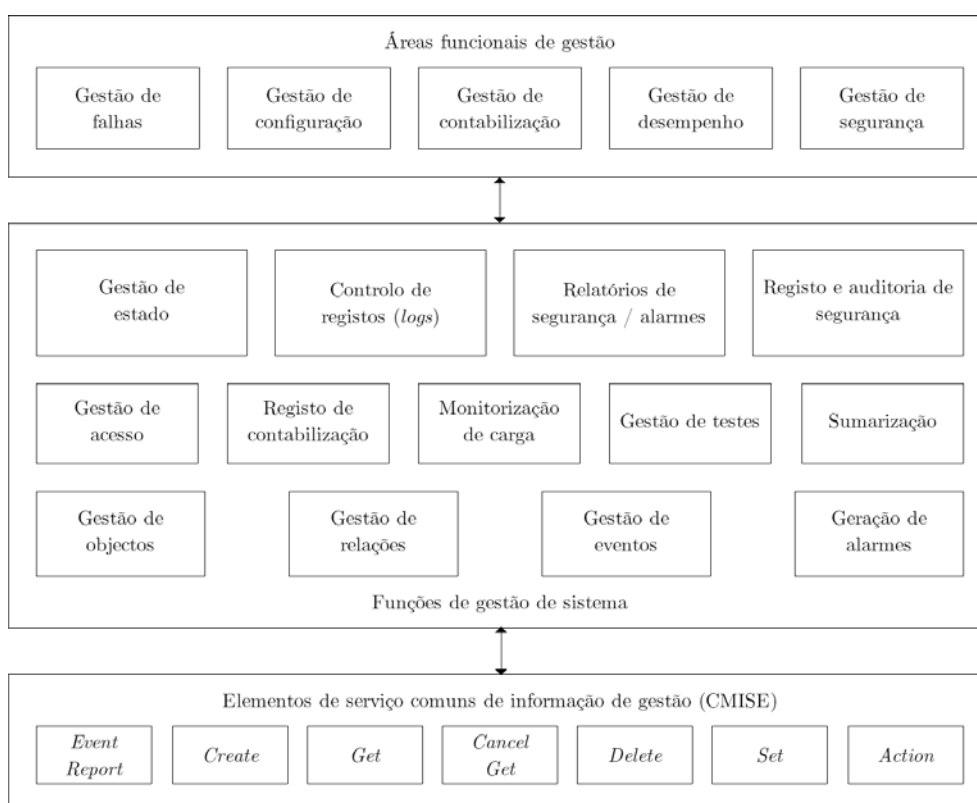 Áreas funcionais de gestão
Gestão de
falhas
Gestão de
configuração
Gestão de
contabilização
Gestão de
desempenho
Gestão de
segurança
Gestão de
estado
Controlo de
registos (logs)
Relatórios de
segurança / alarmes
Registo e auditoria de
segurança
Gestão de
acesso
Registo de
contabilização
Monitorização
de carga
Gestão de testes
Sumarização
Gestão de
objectos
Gestão de
relações
Gestão de
eventos
Geração de
alarmes
Funções de gestão de sistema
Elementos de serviço comuns de informação de gestão (CMISE)
Event
Report
Create
Get
Cancel
Get
Delete
Set
Action